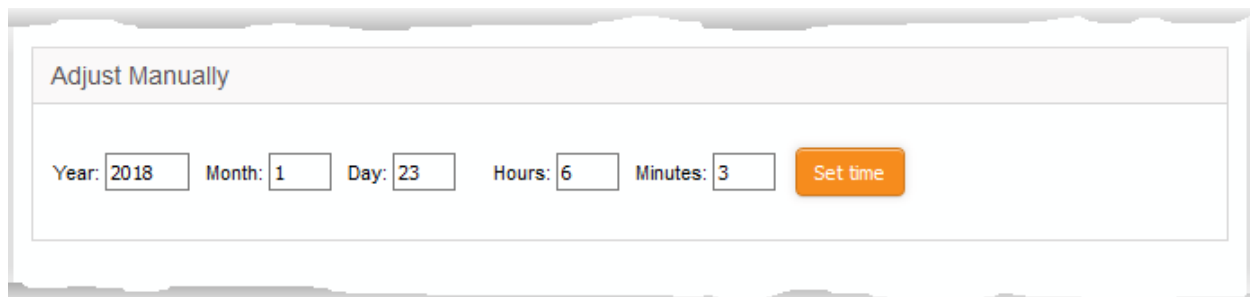 Adjust Manually
Year: 2018 Month: 1 Day: 23 Hours: 6 Minutes: 3 Set time